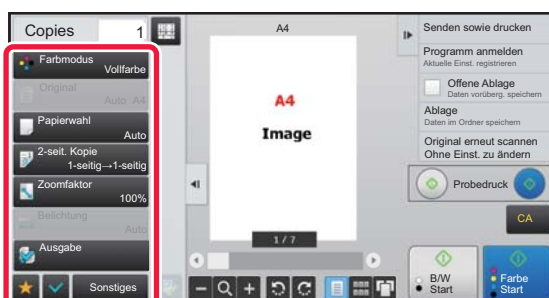 Copies 1
Farbmodus
Vollfarbe
Original
Auto A4
Papierwahl
Auto
2-seit. Kopie
1-seitig→1-seitig
Zoomfaktor
100%
Belichtung
Auto
Ausgabe
Sonstiges
A4
A4
Image
1 / 7
Senden sowie drucken
Programm anmelden
Aktuelle Einst. registrieren
Offene Ablage
Daten vorüberg. speichern
Ablage
Daten im Ordner speichern
Original erneut scannen
Ohne Einst. zu ändern
Probedruck
CA
B/W
Start
Farbe
Start